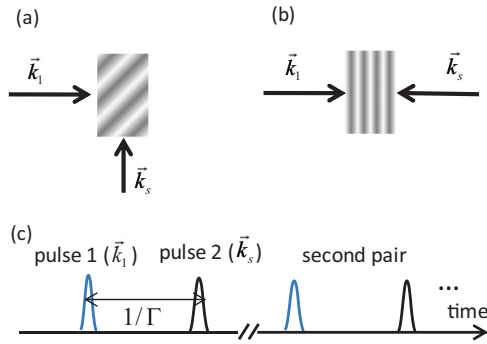 (a)
(b)
k⃗₁
k⃗ₛ
k⃗₁
k⃗ₛ
(c)
pulse 1 (k⃗₁)
pulse 2 (k⃗ₛ)
second pair
1/Γ
...
time